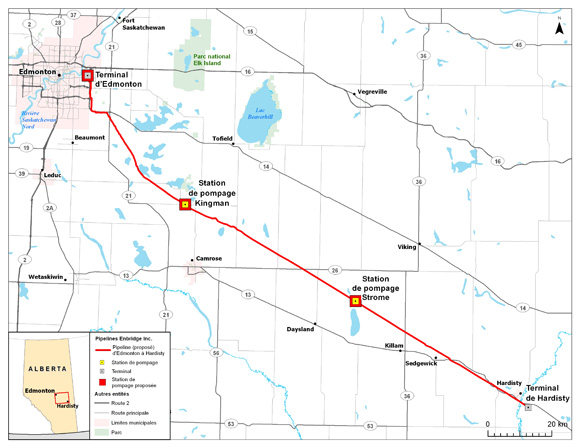 28
37
15
45
Fort
Saskatchewan
N
21
Parc national
Elk Island
Edmonton
Terminal
d'Edmonton
16
Vegreville
Lac
Beaverhill
36
Rivière
Saskatchewan
Nord
Beaumont
Tofield
19
14
21
39
Leduc
Station
de pompage
Kingman
36
2A
21
Viking
14
2
Camrose
26
Wetaskiwin
13
Station
de pompage
Strome
13
Daysland
Killam
Sedgewick
Hardisty
Terminal
de Hardisty
2
56
53
36
0
20 km
Pipelines Enbridge Inc.
Pipeline (proposé)
d'Edmonton à Hardisty
Station de pompage
Terminal
Station de
pompage proposée
Autres entités
Route 2
Route principale
Limites municipales
Parc
ALBERTA
Edmonton
Hardisty